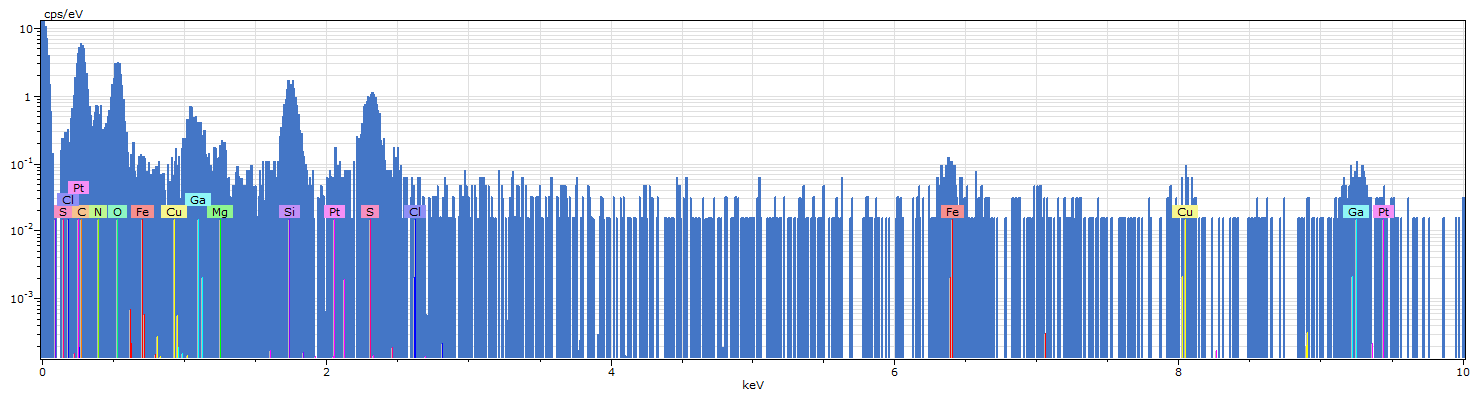 cps/eV
10
1
10⁻¹
10⁻²
10⁻³
Pt
Cl Ga
S C N O Fe Cu Mg Si Pt S Cl Fe Cu Ga Pt
0 2 4 6 8 10
keV